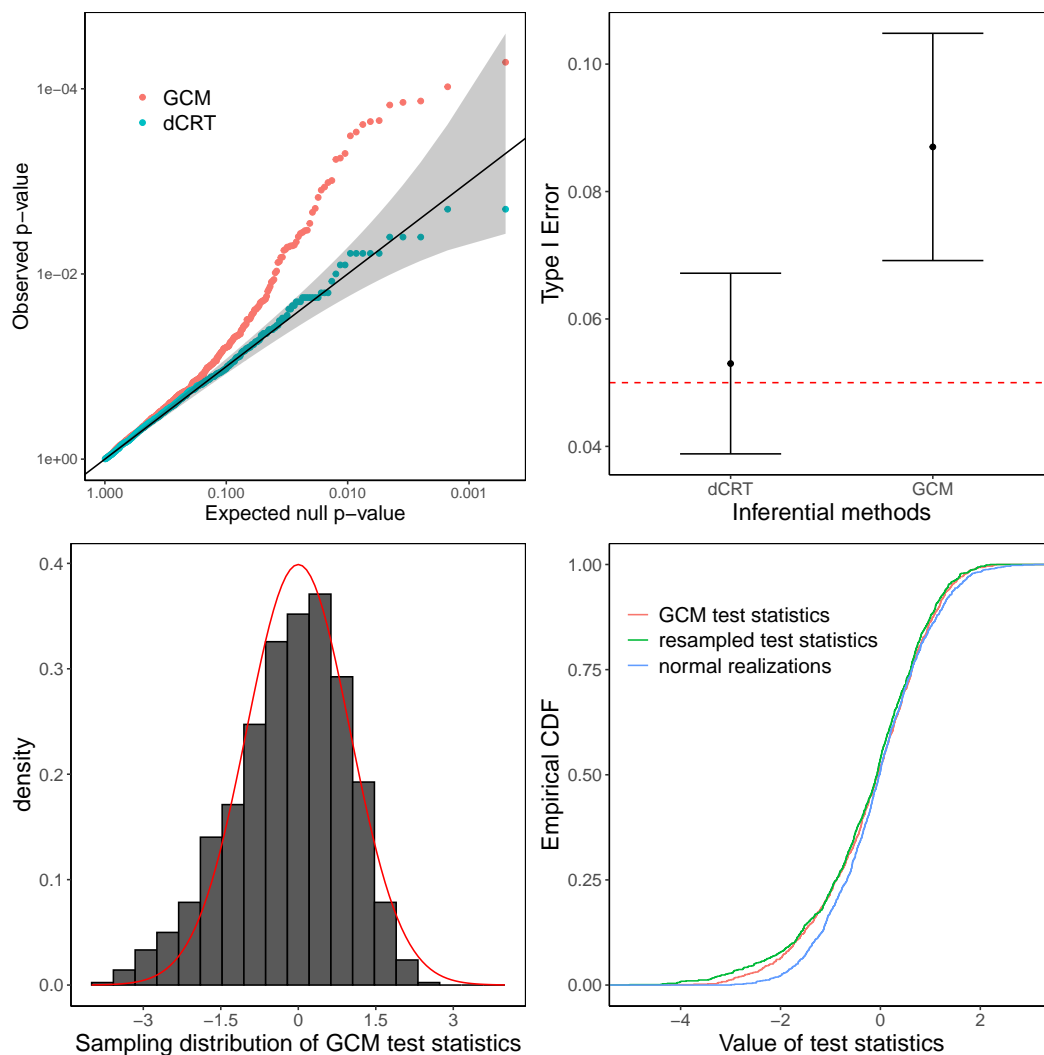 1e−04
1e−02
1e+00
Observed p−value
GCM
dCRT
1.000 0.100 0.010 0.001
Expected null p−value
0.10
0.08
0.06
0.04
Type I Error
dCRT GCM
Inferential methods
0.4
0.3
0.2
0.1
0.0
density
−3 −1.5 0 1.5 3
Sampling distribution of GCM test statistics
1.00
0.75
0.50
0.25
0.00
Empirical CDF
GCM test statistics
resampled test statistics
normal realizations
−4 −2 0 2
Value of test statistics